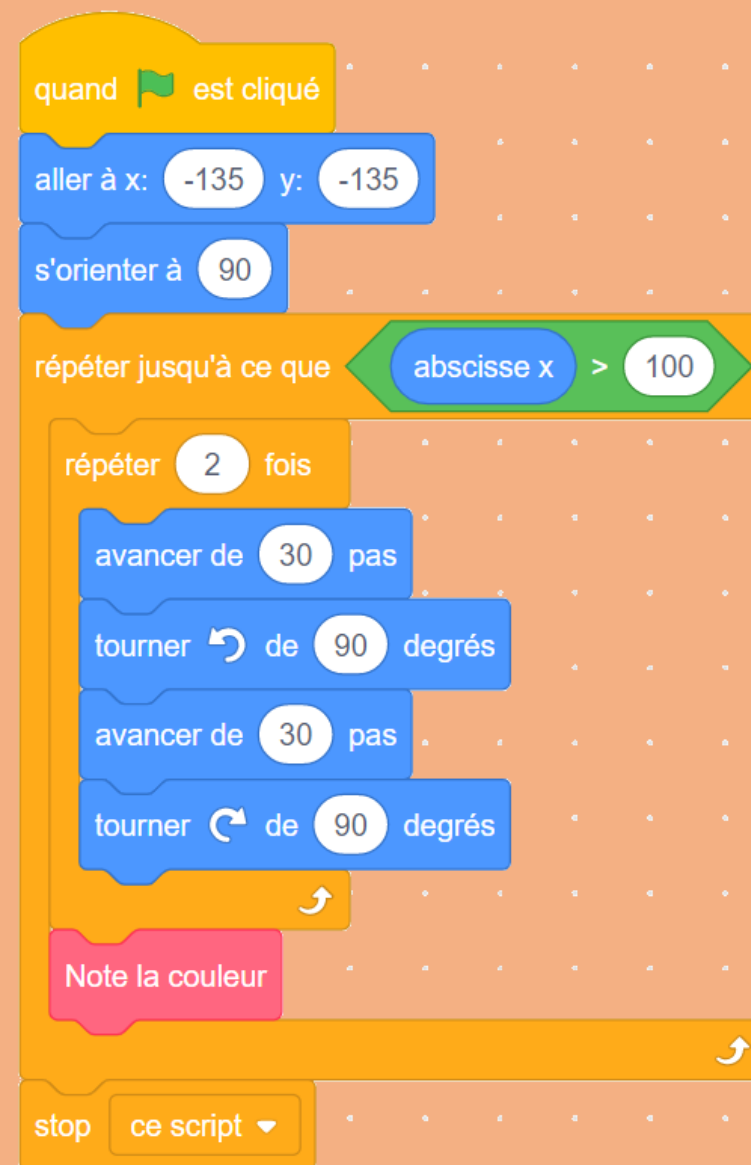 quand est cliqué
aller à x: -135 y: -135
s'orienter à 90
répéter jusqu'à ce que abscisse x > 100
répéter 2 fois
avancer de 30 pas
tourner de 90 degrés
avancer de 30 pas
tourner de 90 degrés
Note la couleur
stop ce script